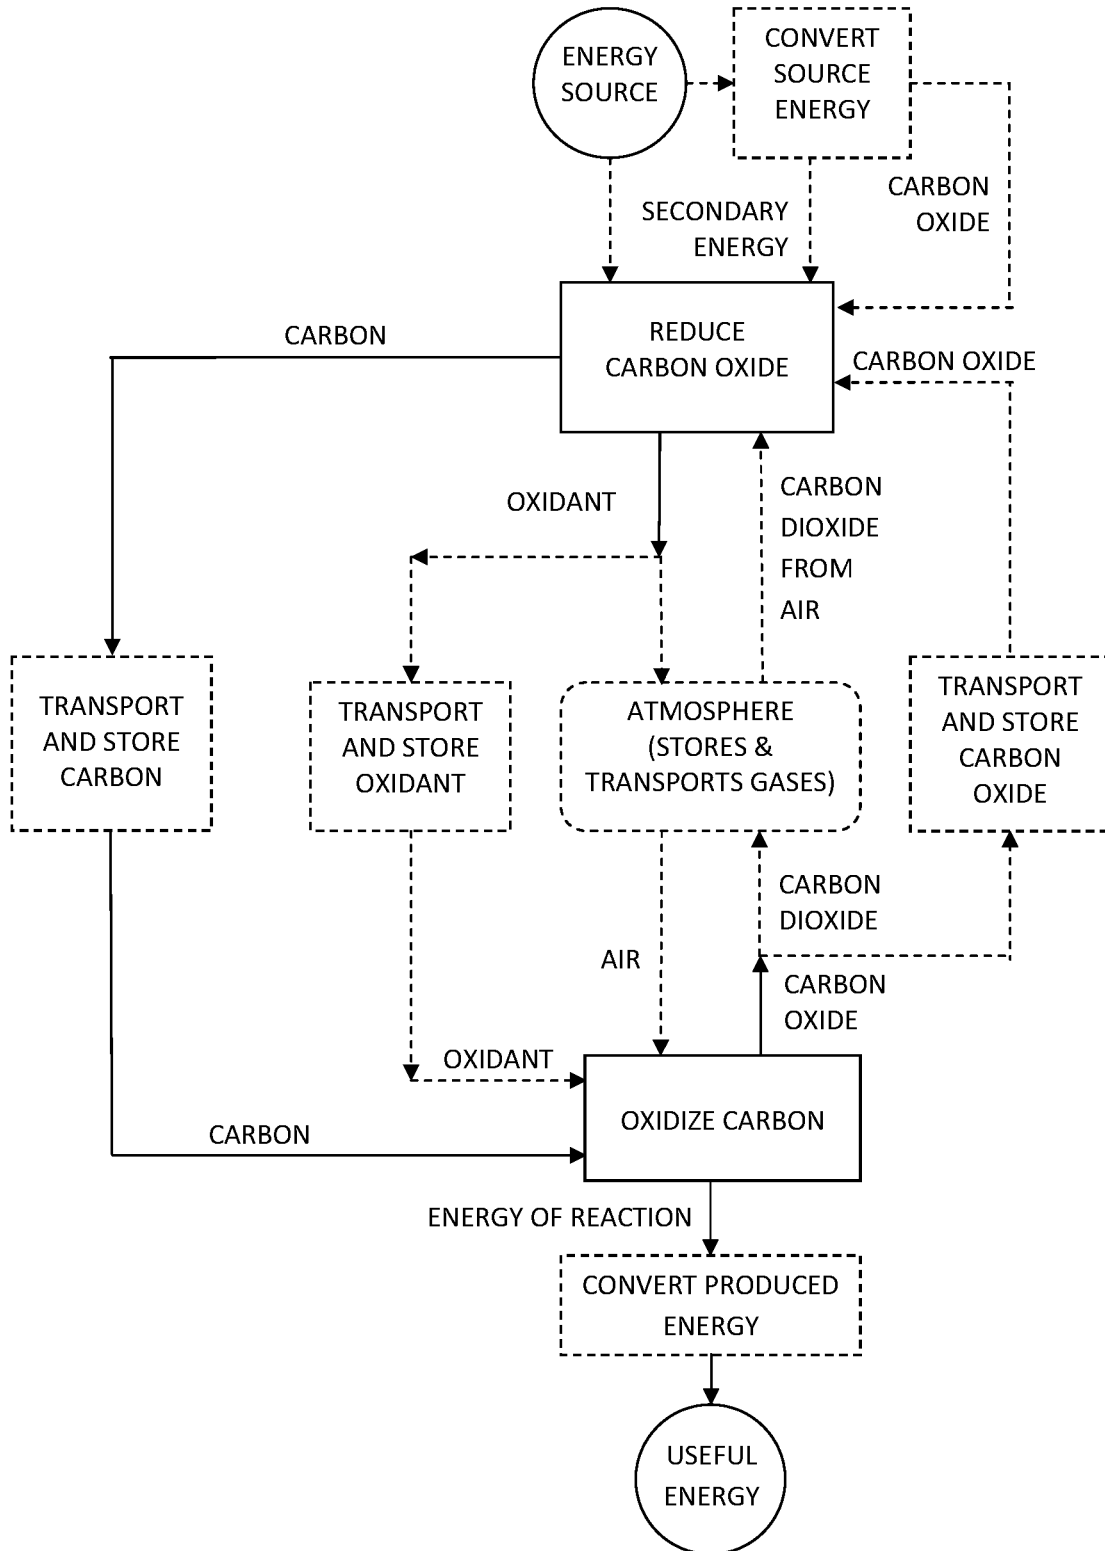 ENERGY
SOURCE
CONVERT
SOURCE
ENERGY
SECONDARY
ENERGY
CARBON
OXIDE
CARBON
REDUCE
CARBON OXIDE
CARBON OXIDE
OXIDANT
CARBON
DIOXIDE
FROM
AIR
TRANSPORT
AND STORE
CARBON
TRANSPORT
AND STORE
OXIDANT
ATMOSPHERE
(STORES &
TRANSPORTS GASES)
TRANSPORT
AND STORE
CARBON
OXIDE
CARBON
DIOXIDE
AIR
CARBON
OXIDE
OXIDANT
CARBON
OXIDIZE CARBON
ENERGY OF REACTION
CONVERT PRODUCED
ENERGY
USEFUL
ENERGY